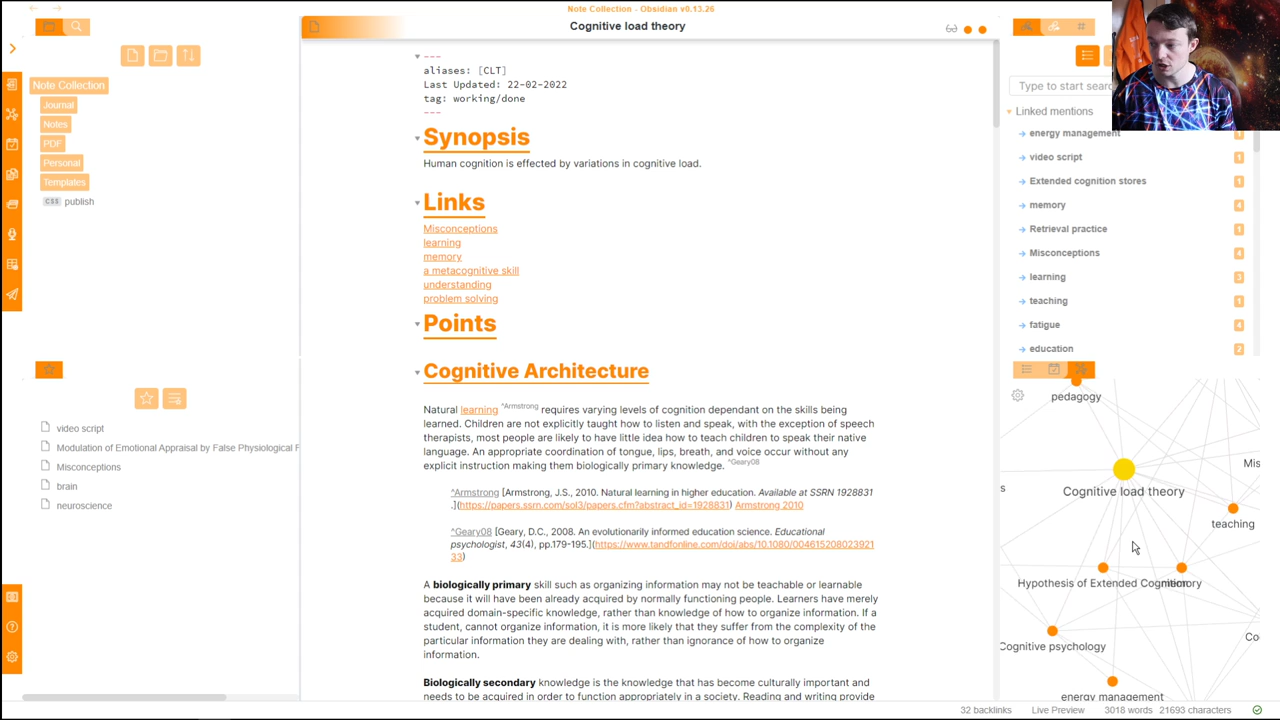 Note Collection - Obsidian v0.13.26
Cognitive load theory
Note Collection
Journal
Notes
PDF
Personal
Templates
CSS publish
video script
Modulation of Emotional Appraisal by False Physiological F
Misconceptions
brain
neuroscience
---
aliases: [CLT]
Last Updated: 22-02-2022
tag: working/done
---
Synopsis
Human cognition is effected by variations in cognitive load.
Links
Misconceptions
learning
memory
a metacognitive skill
understanding
problem solving
Points
Cognitive Architecture
Natural learning ^Armstrong requires varying levels of cognition dependant on the skills being
learned. Children are not explicitly taught how to listen and speak, with the exception of speech
therapists, most people are likely to have little idea how to teach children to speak their native
language. An appropriate coordination of tongue, lips, breath, and voice occur without any
explicit instruction making them biologically primary knowledge. ^Geary08
^Armstrong [Armstrong, J.S., 2010. Natural learning in higher education. Available at SSRN 1928831
.](https://papers.ssrn.com/sol3/papers.cfm?abstract_id=1928831) Armstrong 2010
^Geary08 [Geary, D.C., 2008. An evolutionarily informed education science. Educational
psychologist, 43(4), pp.179-195.](https://www.tandfonline.com/doi/abs/10.1080/004615208023921
33)
A biologically primary skill such as organizing information may not be teachable or learnable
because it will have been already acquired by normally functioning people. Learners have merely
acquired domain-specific knowledge, rather than knowledge of how to organize information. If a
student, cannot organize information, it is more likely that they suffer from the complexity of the
particular information they are dealing with, rather than ignorance of how to organize
information.
Biologically secondary knowledge is the knowledge that has become culturally important and
needs to be acquired in order to function appropriately in a society. Reading and writing provide
#
Type to start sear
Linked mentions
energy management 1
video script 1
Extended cognition stores 1
memory 4
Retrieval practice 1
Misconceptions 4
learning 3
teaching 1
fatigue 4
education 2
pedagogy
Cognitive load theory
Mis
s
teaching
Hypothesis of Extended Cognition
memory
Co
Cognitive psychology
energy management
32 backlinks Live Preview 3018 words 21693 characters